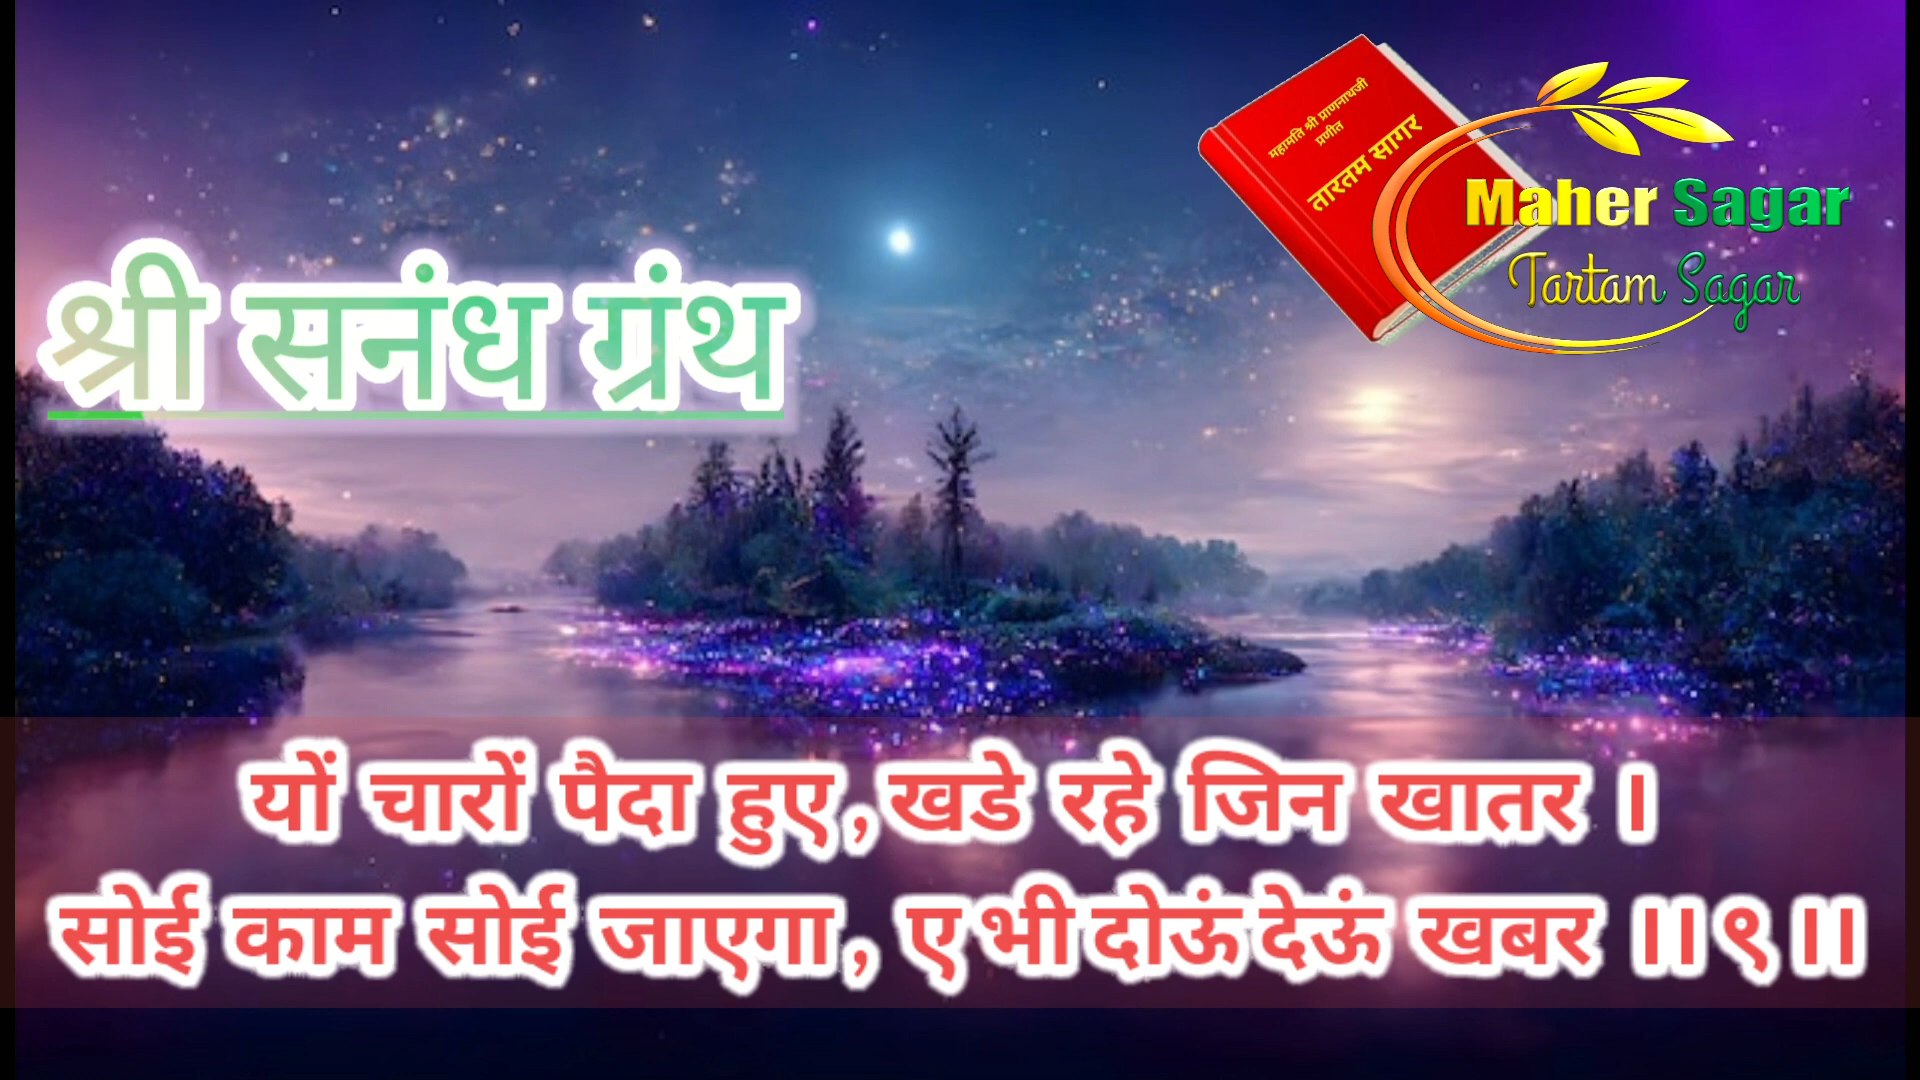 महामति श्री प्राणनाथजी
प्रणीत
तारतम सागर
Maher Sagar
Tartam Sagar
श्री सनंध ग्रंथ
यों चारों पैदा हुए,खडे रहे जिन खातर ।
सोई काम सोई जाएगा, ए भी दोऊं देऊं खबर ।।९।।